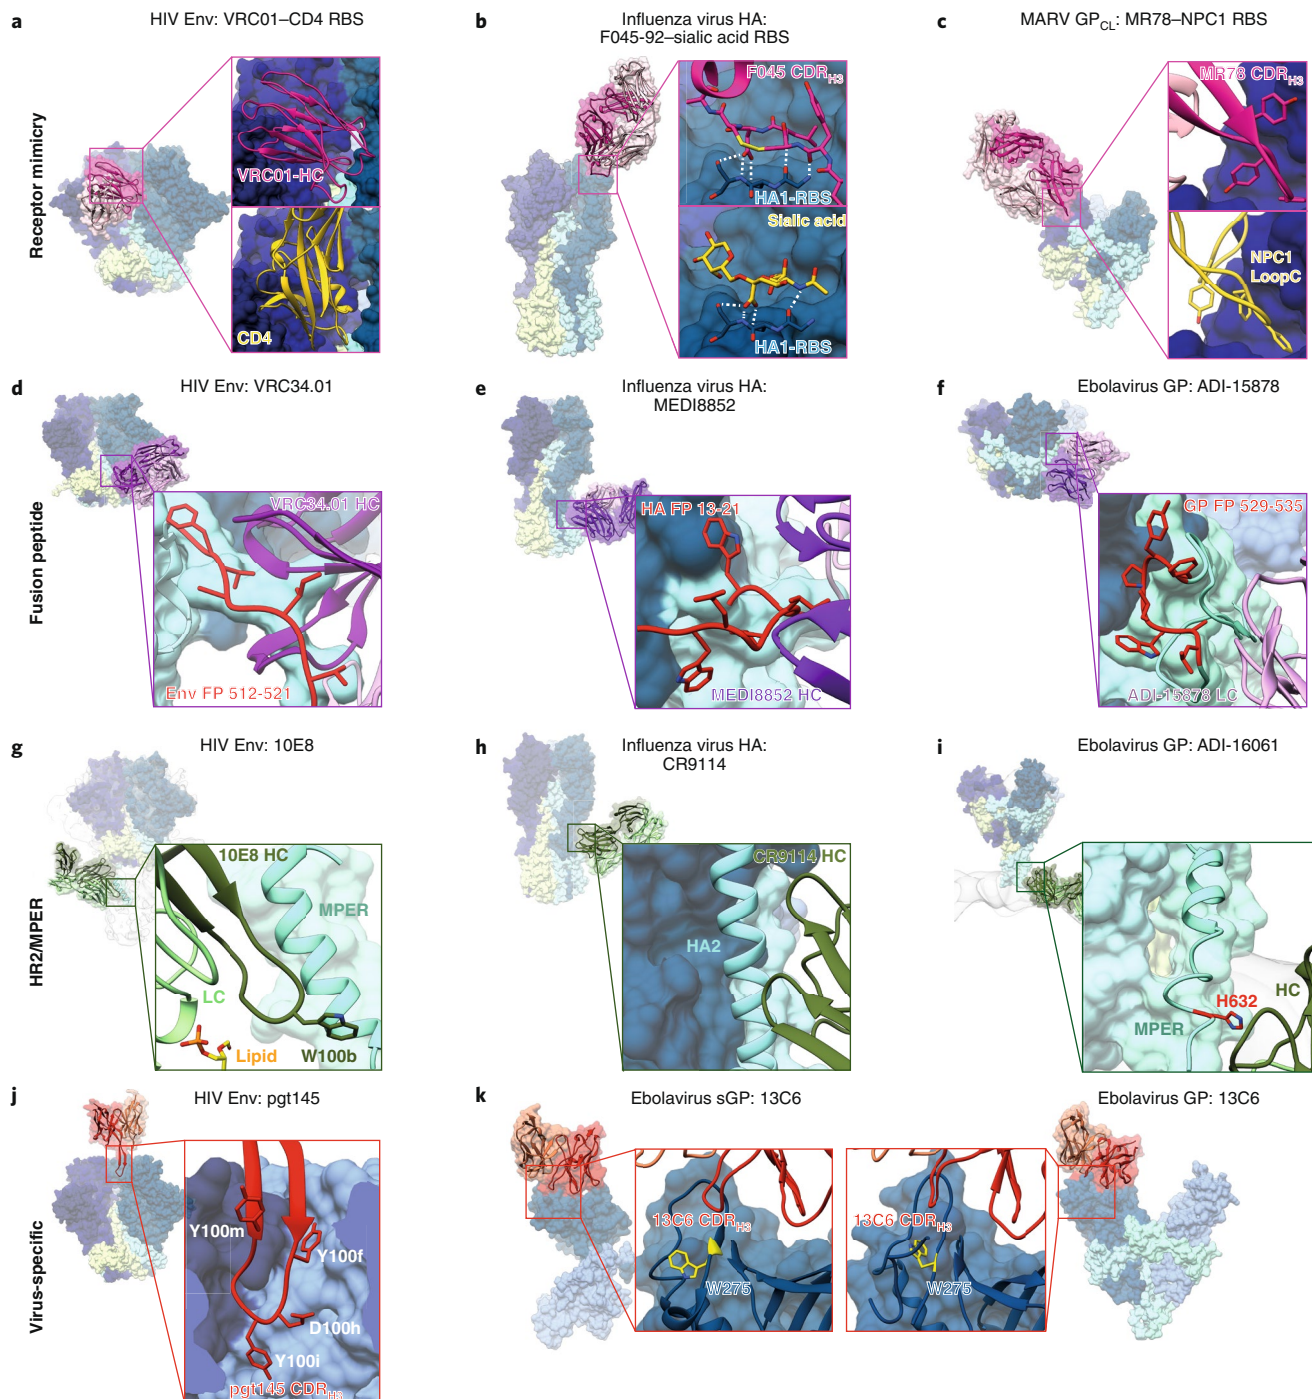 a
HIV Env: VRC01–CD4 RBS
b
Influenza virus HA:
F045-92–sialic acid RBS
c
MARV GPCL: MR78–NPC1 RBS
Receptor mimicry
VRC01-HC
CD4
F045 CDRH3
HA1-RBS
Sialic acid
HA1-RBS
MR78 CDRH3
NPC1
LoopC
d
HIV Env: VRC34.01
e
Influenza virus HA:
MEDI8852
f
Ebolavirus GP: ADI-15878
Fusion peptide
VRC34.01 HC
Env FP 512-521
HA FP 13-21
MEDI8852 HC
GP FP 529-535
ADI-15878 LC
g
HIV Env: 10E8
h
Influenza virus HA:
CR9114
i
Ebolavirus GP: ADI-16061
HR2/MPER
10E8 HC
MPER
LC
Lipid
W100b
CR9114 HC
HA2
H632
HC
MPER
j
HIV Env: pgt145
k
Ebolavirus sGP: 13C6
Ebolavirus GP: 13C6
Virus-specific
Y100m
Y100f
D100h
Y100i
pgt145 CDRH3
13C6 CDRH3
W275
13C6 CDRH3
W275